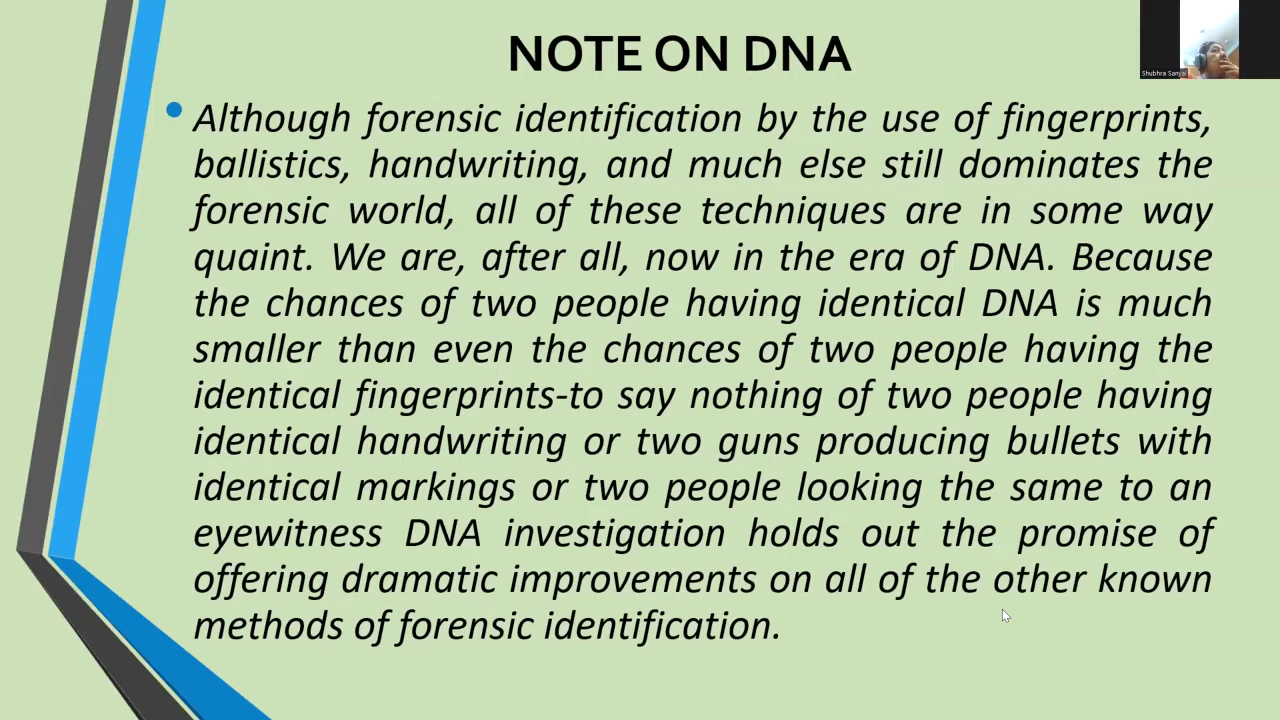 NOTE ON DNA
Shubhra Sanyal
• Although forensic identification by the use of fingerprints,
ballistics, handwriting, and much else still dominates the
forensic world, all of these techniques are in some way
quaint. We are, after all, now in the era of DNA. Because
the chances of two people having identical DNA is much
smaller than even the chances of two people having the
identical fingerprints-to say nothing of two people having
identical handwriting or two guns producing bullets with
identical markings or two people looking the same to an
eyewitness DNA investigation holds out the promise of
offering dramatic improvements on all of the other known
methods of forensic identification.